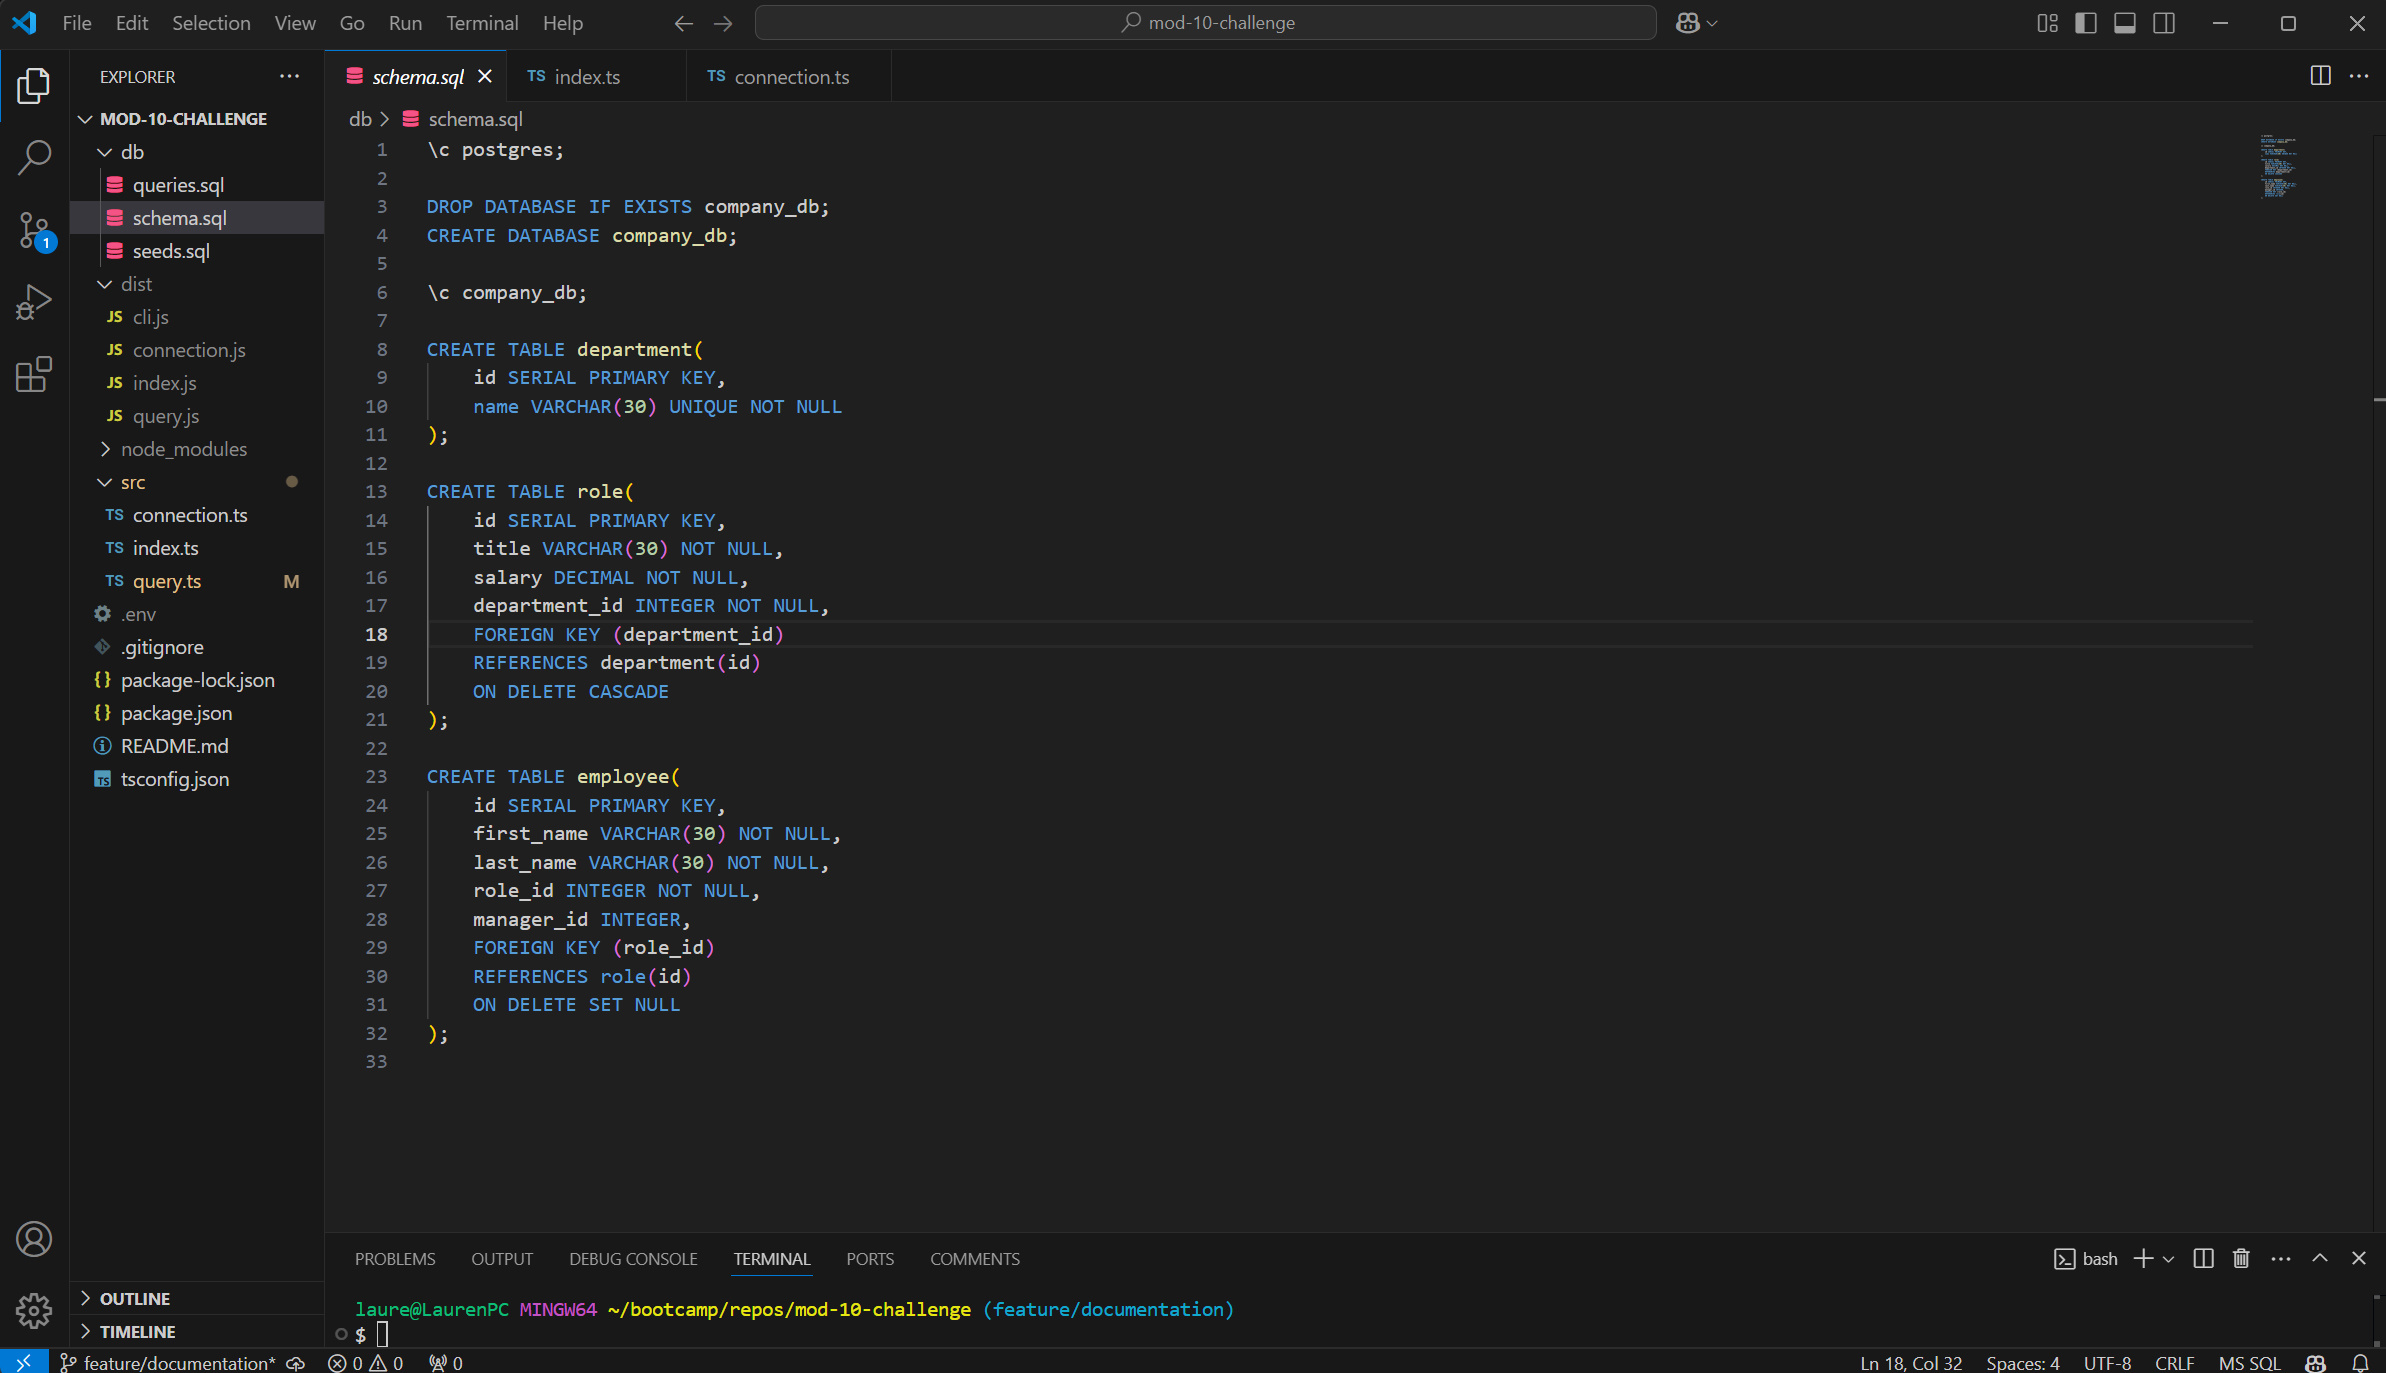 File Edit Selection View Go Run Terminal Help
mod-10-challenge
EXPLORER
MOD-10-CHALLENGE
db
queries.sql
schema.sql
seeds.sql
dist
JS cli.js
JS connection.js
JS index.js
JS query.js
node_modules
src
TS connection.ts
TS index.ts
TS query.ts M
.env
.gitignore
{} package-lock.json
{} package.json
README.md
TS tsconfig.json
OUTLINE
TIMELINE
schema.sql TS index.ts TS connection.ts
db > schema.sql
1 \c postgres;
2
3 DROP DATABASE IF EXISTS company_db;
4 CREATE DATABASE company_db;
5
6 \c company_db;
7
8 CREATE TABLE department(
9 id SERIAL PRIMARY KEY,
10 name VARCHAR(30) UNIQUE NOT NULL
11 );
12
13 CREATE TABLE role(
14 id SERIAL PRIMARY KEY,
15 title VARCHAR(30) NOT NULL,
16 salary DECIMAL NOT NULL,
17 department_id INTEGER NOT NULL,
18 FOREIGN KEY (department_id)
19 REFERENCES department(id)
20 ON DELETE CASCADE
21 );
22
23 CREATE TABLE employee(
24 id SERIAL PRIMARY KEY,
25 first_name VARCHAR(30) NOT NULL,
26 last_name VARCHAR(30) NOT NULL,
27 role_id INTEGER NOT NULL,
28 manager_id INTEGER,
29 FOREIGN KEY (role_id)
30 REFERENCES role(id)
31 ON DELETE SET NULL
32 );
33
PROBLEMS OUTPUT DEBUG CONSOLE TERMINAL PORTS COMMENTS
bash
laure@LaurenPC MINGW64 ~/bootcamp/repos/mod-10-challenge (feature/documentation)
$
1
feature/documentation* 0 0 0 Ln 18, Col 32 Spaces: 4 UTF-8 CRLF MS SQL